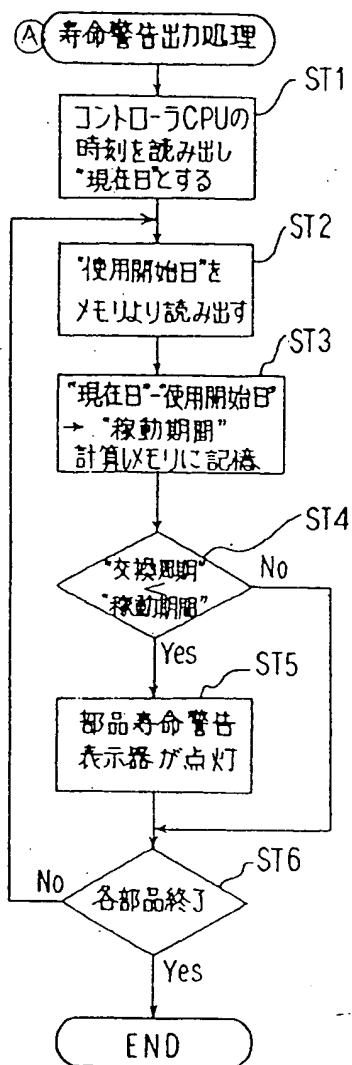 Ⓐ 寿命警告出力処理
ST1
コントローラCPUの
時刻を読み出し
"現在日"とする
ST2
"使用開始日"を
メモリより読み出す
ST3
"現在日"-"使用開始日"
→ "稼動期間"
計算しメモリに記憶
ST4
"交換周期"
<
"稼動期間"
No
Yes
ST5
部品寿命警告
表示器が点灯
ST6
No
各部品終了
Yes
END